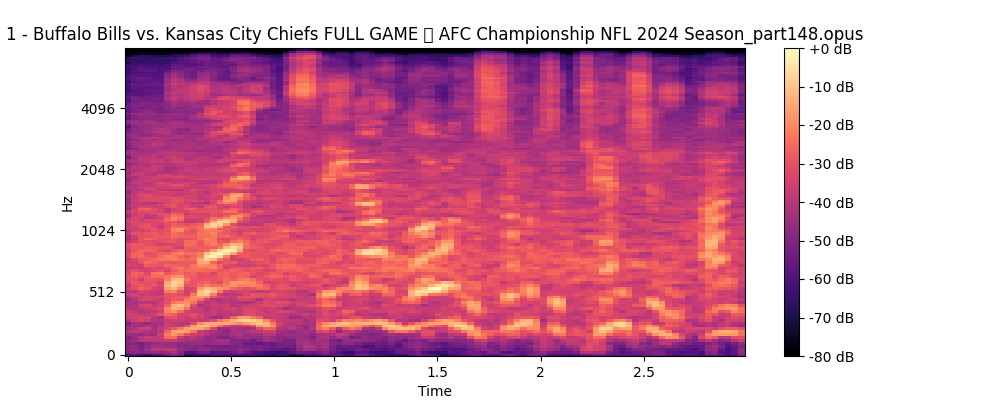 1 - Buffalo Bills vs. Kansas City Chiefs FULL GAME ▯ AFC Championship NFL 2024 Season_part148.opus
+0 dB
-10 dB
-20 dB
-30 dB
-40 dB
-50 dB
-60 dB
-70 dB
-80 dB
4096
2048
1024
512
0
Hz
0
0.5
1
1.5
2
2.5
Time